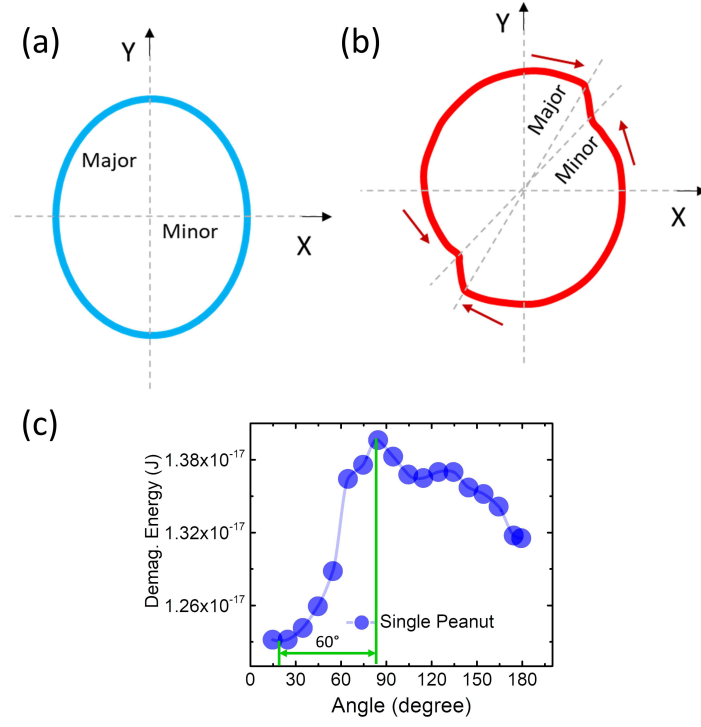 (a)
Y
Major
Minor
X
(b)
Y
Major
Minor
X
(c)
Demag. Energy (J)
1.38x10⁻¹⁷
1.32x10⁻¹⁷
1.26x10⁻¹⁷
Single Peanut
60°
0 30 60 90 120 150 180
Angle (degree)